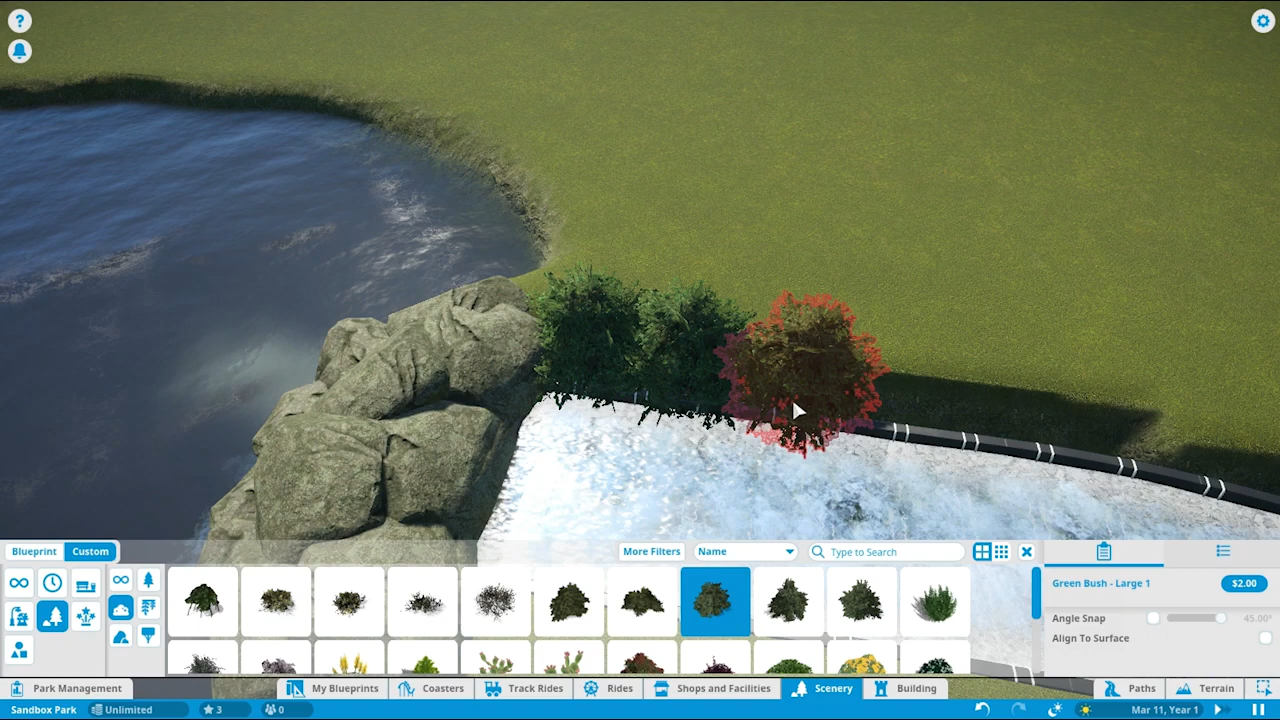 ?
Blueprint Custom More Filters Name Type to Search
Green Bush - Large 1 $2.00
Angle Snap 45.00°
Align To Surface
Park Management My Blueprints Coasters Track Rides Rides Shops and Facilities Scenery Building Paths Terrain
Sandbox Park Unlimited 3 0 Mar 11, Year 1